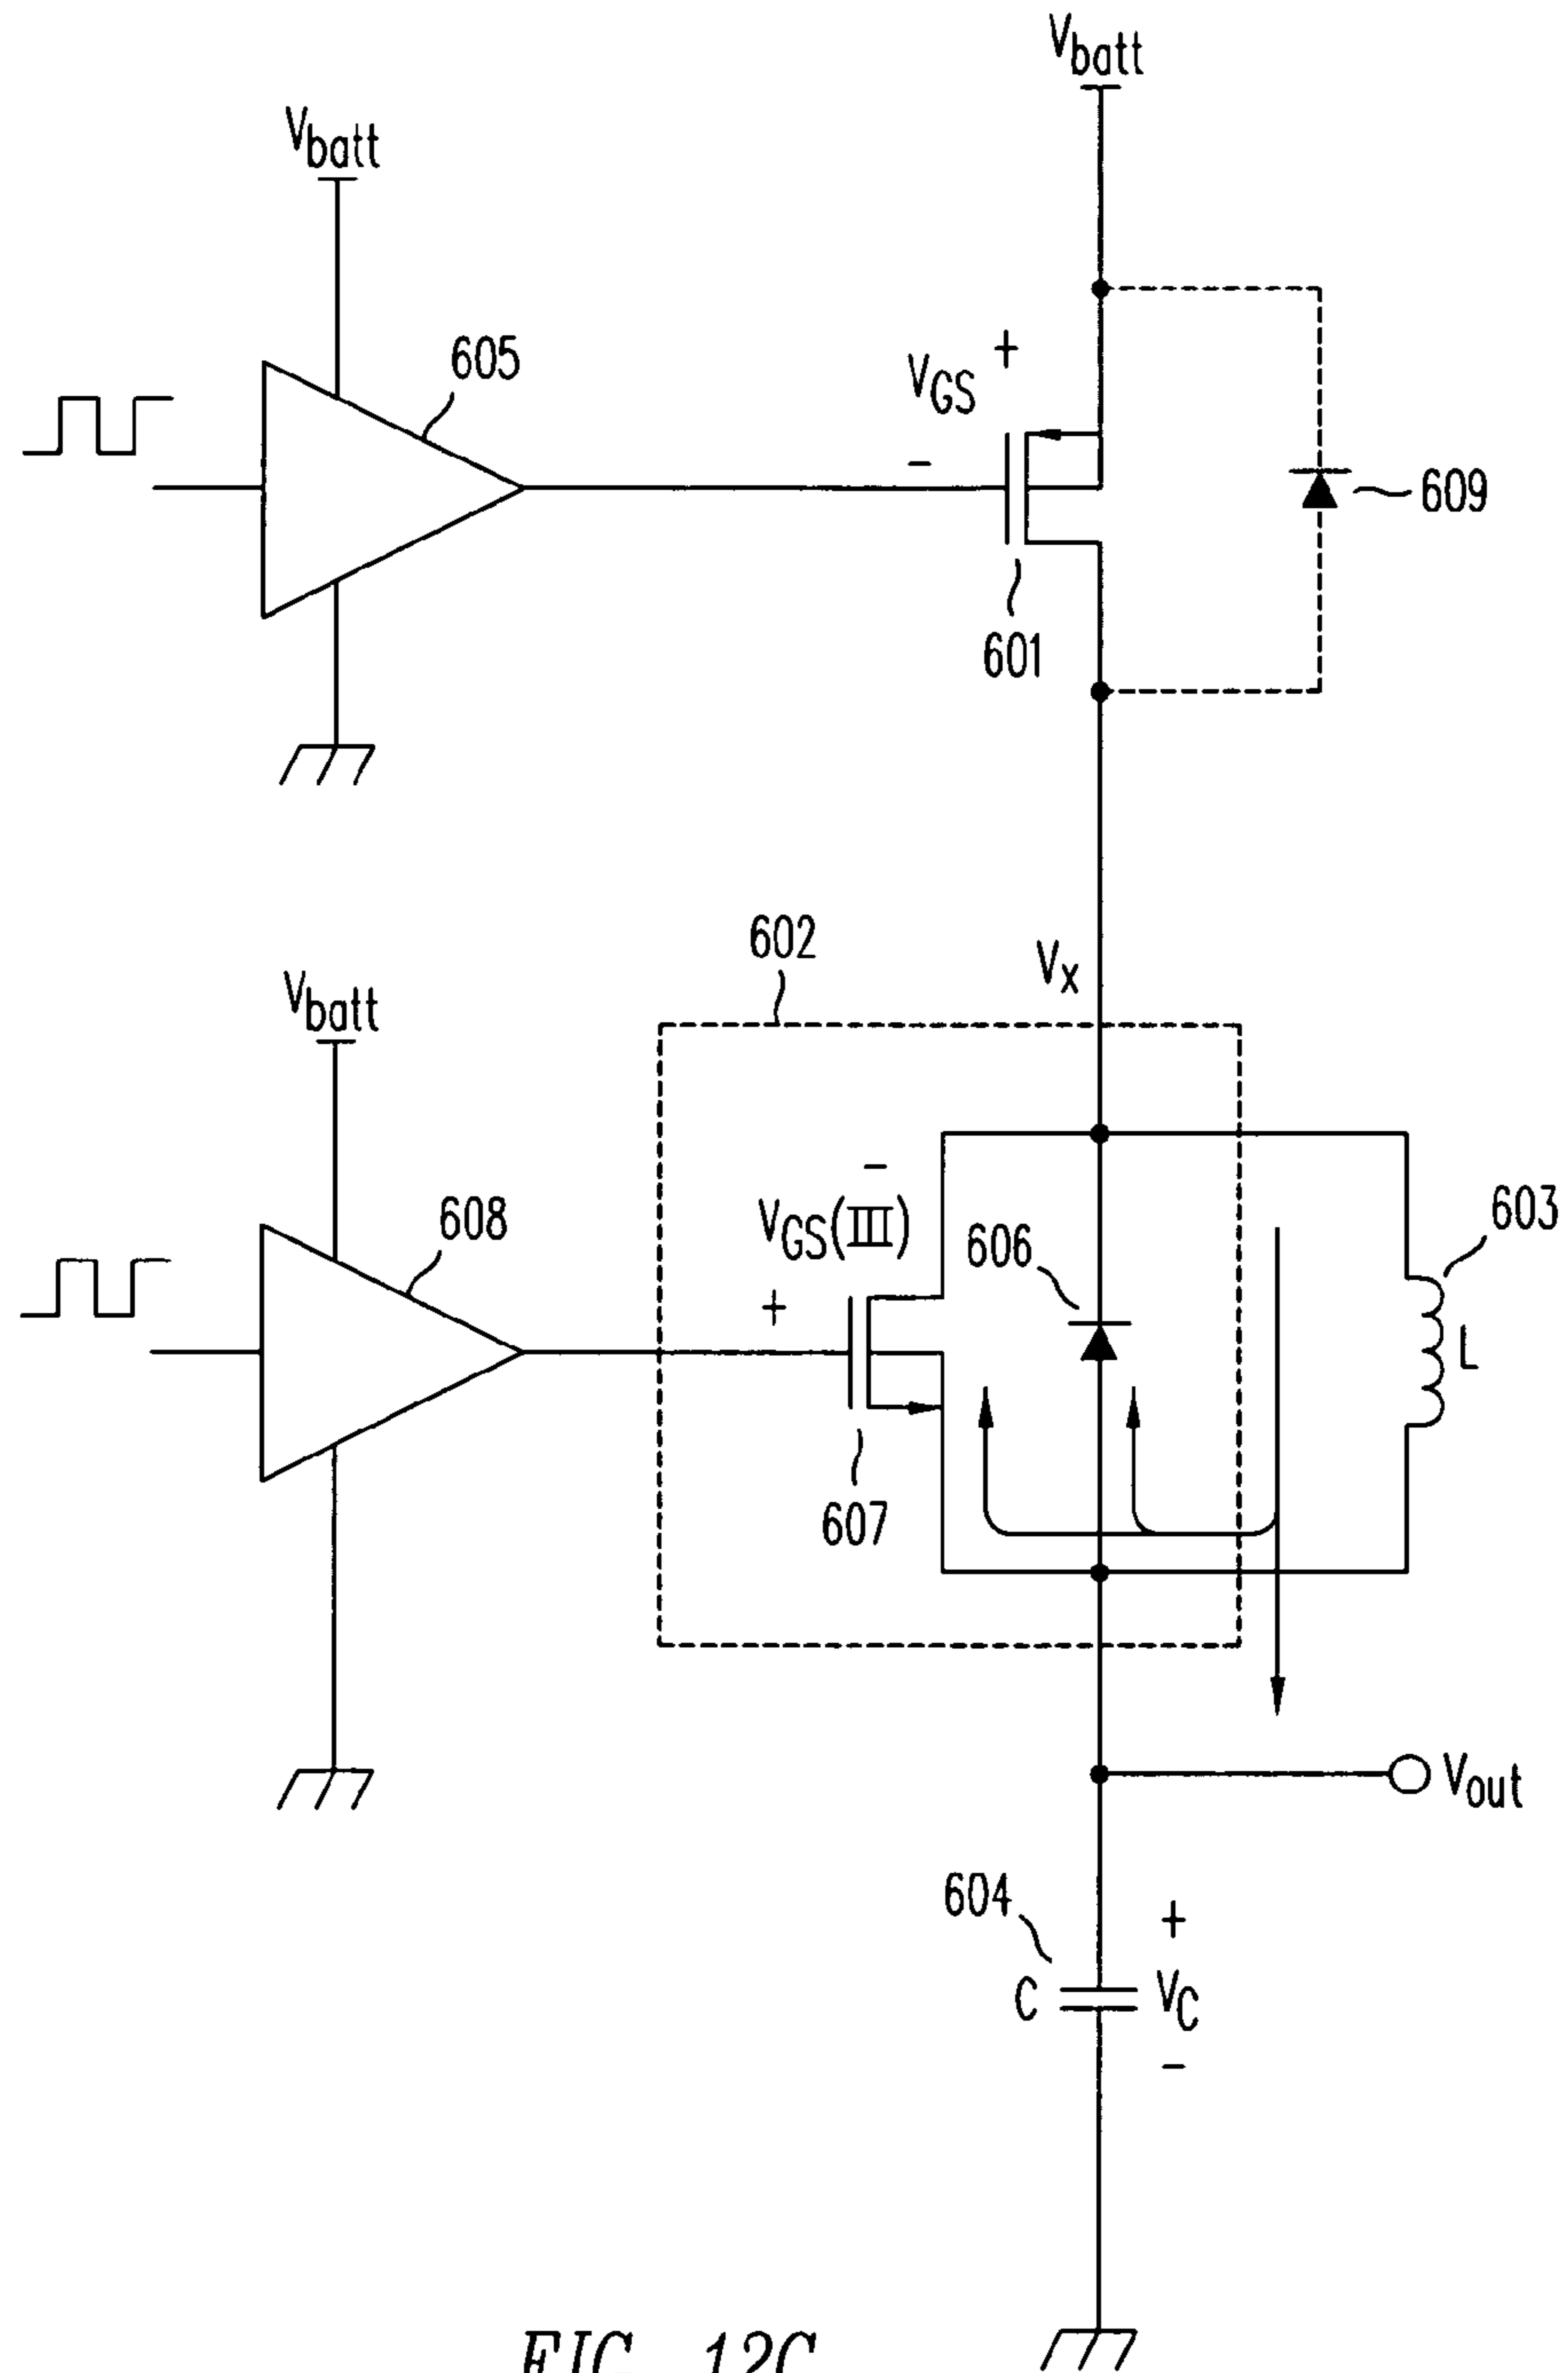 Vbatt
Vbatt
605
+
VGS
-
609
601
602
Vx
Vbatt
-
VGS(III)
+
608
606
603
L
607
Vout
604
+
C
VC
-
FIG. 12C